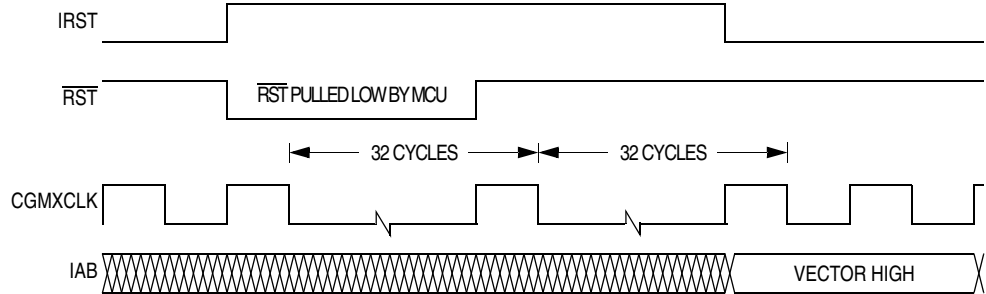 IRST
RST
RST PULLED LOW BY MCU
32 CYCLES
32 CYCLES
CGMXCLK
IAB
VECTOR HIGH